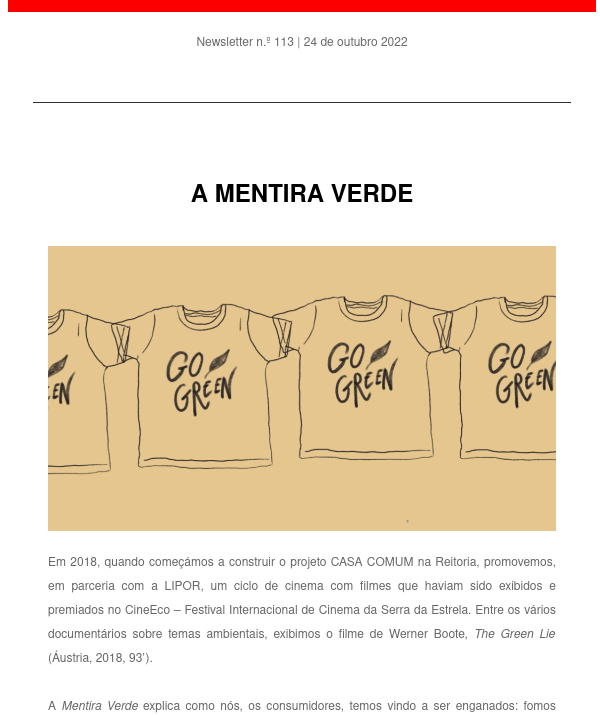 Newsletter n.º 113 | 24 de outubro 2022
A MENTIRA VERDE
GO
GREEN
GO
GREEN
GO
GREEN
Em 2018, quando começámos a construir o projeto CASA COMUM na Reitoria, promovemos,
em parceria com a LIPOR, um ciclo de cinema com filmes que haviam sido exibidos e
premiados no CineEco – Festival Internacional de Cinema da Serra da Estrela. Entre os vários
documentários sobre temas ambientais, exibimos o filme de Werner Boote, The Green Lie
(Áustria, 2018, 93’).
A Mentira Verde explica como nós, os consumidores, temos vindo a ser enganados: fomos